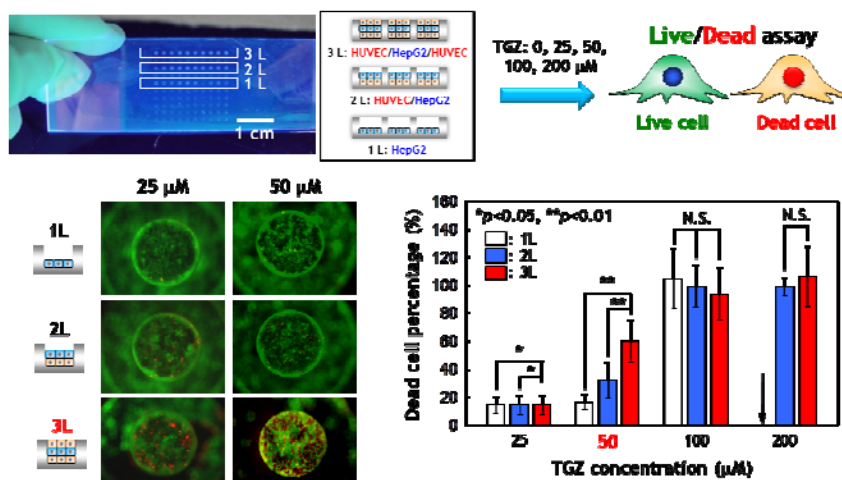 3 L
2 L
1 L
1 cm
3 L: HUVEC/HepG2/HUVEC
2 L: HUVEC/HepG2
1 L: HepG2
TGZ: 0, 25, 50,
100, 200 μM
Live/Dead assay
Live cell
Dead cell
25 μM
50 μM
1L
2L
3L
Dead cell percentage (%)
160
140
120
100
80
60
40
20
0
*p<0.05, **p<0.01
: 1L
: 2L
: 3L
*
*
**
**
N.S.
N.S.
25
50
100
200
TGZ concentration (μM)